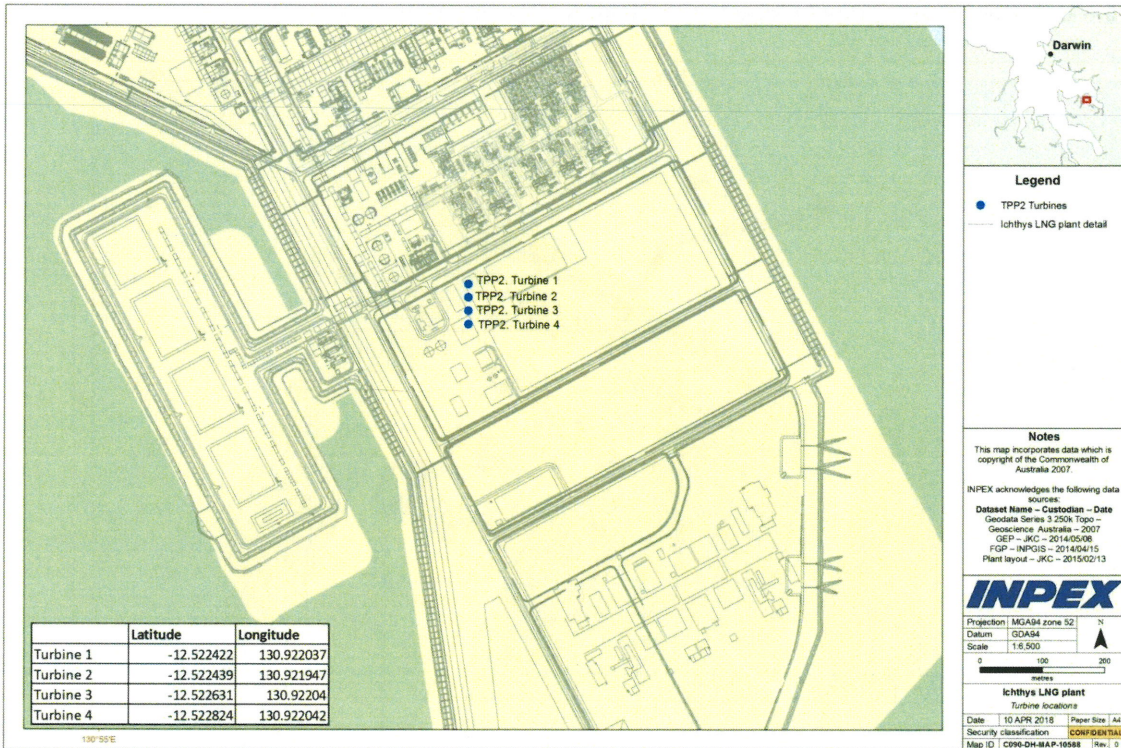 Darwin
Legend
TPP2 Turbines
Ichthys LNG plant detail
TPP2. Turbine 1
TPP2. Turbine 2
TPP2. Turbine 3
TPP2. Turbine 4
Notes
This map incorporates data which is
copyright of the Commonwealth of
Australia 2007.
INPEX acknowledges the following data
sources:
Dataset Name – Custodian – Date
Geodata Series 3 250k Topo –
Geoscience Australia – 2007
GEP – JKC – 2014/05/08
FGP – INPGIS – 2014/04/15
Plant layout – JKC – 2015/02/13
INPEX
Projection MGA94 zone 52
N
Datum GDA94
Scale 1:6,500
0 100 200
metres
Ichthys LNG plant
Turbine locations
Date 10 APR 2018 Paper Size A4
Security classification CONFIDENTIAL
Map ID C090-DH-MAP-10588 Rev. 0
Latitude Longitude
Turbine 1 -12.522422 130.922037
Turbine 2 -12.522439 130.921947
Turbine 3 -12.522631 130.92204
Turbine 4 -12.522824 130.922042
130°55'E